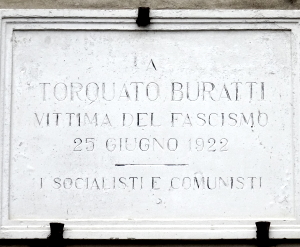 A
TORQUATO BURATTI
VITTIMA DEL FASCISMO
25 GIUGNO 1922
I SOCIALISTI E COMUNISTI